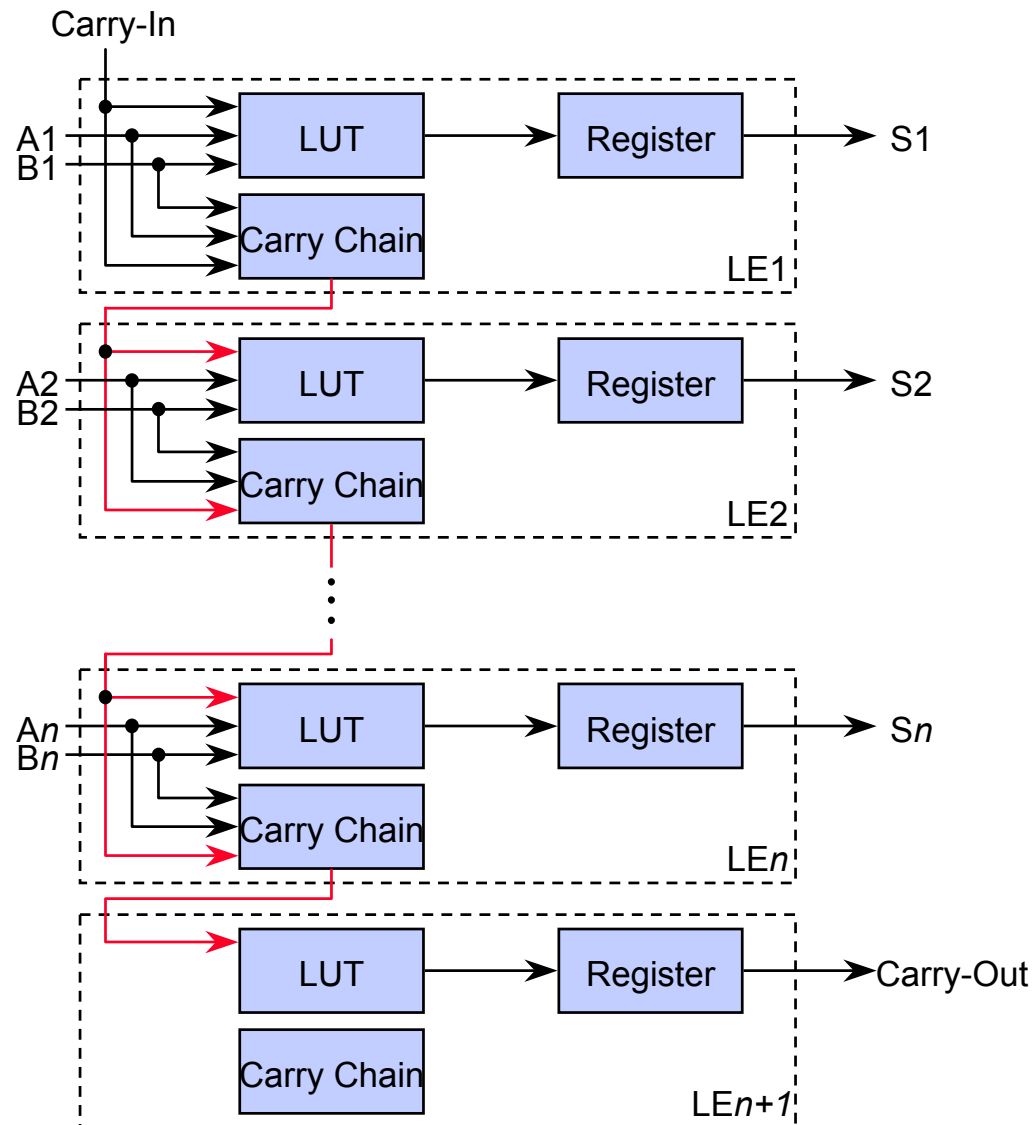 Carry-In
A1
B1
LUT
Register
S1
Carry Chain
LE1
A2
B2
LUT
Register
S2
Carry Chain
LE2
An
Bn
LUT
Register
Sn
Carry Chain
LEn
LUT
Register
Carry-Out
Carry Chain
LEn+1